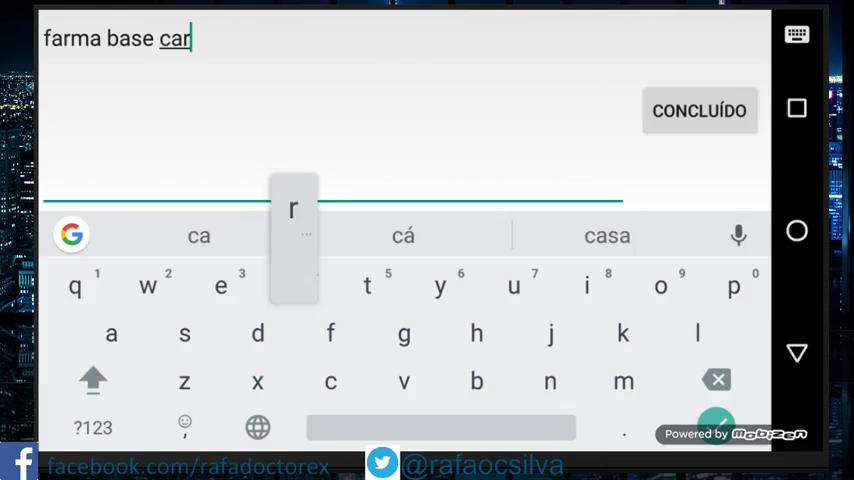 farma base car
CONCLUÍDO
r
...
ca cá casa
q 1 w 2 e 3 t 5 y 6 u 7 i 8 o 9 p 0
a s d f g h j k l
z x c v b n m
?123 , .
Powered by mobizen
facebook.com/rafadoctorex @rafaocsilva